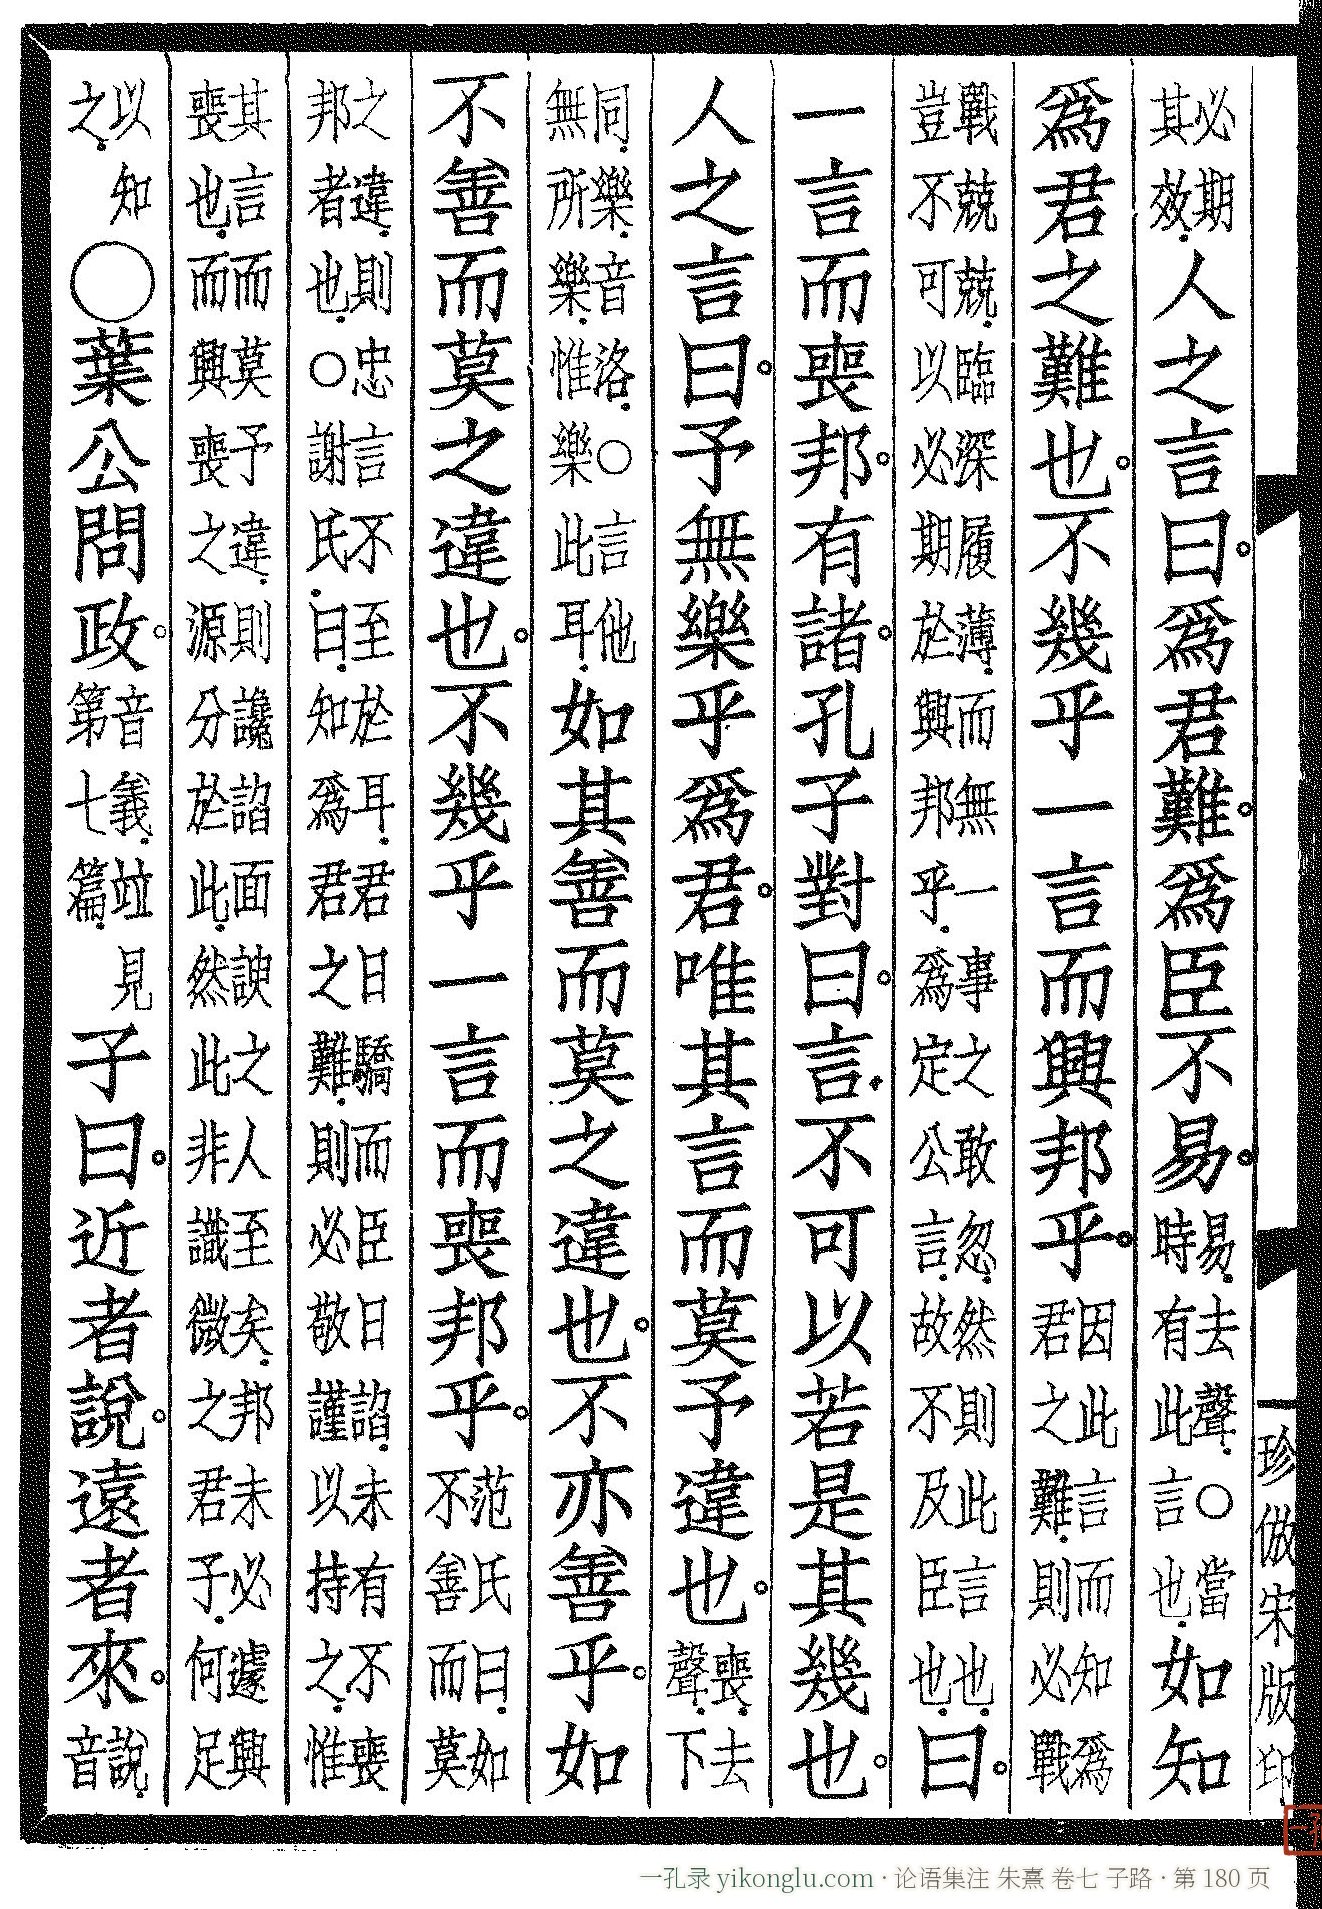 珍倣宋版印
必期其效。人之言曰。爲君難。爲臣不易。易。去聲。○當時有此言也。如知
爲君之難也。不幾乎一言而興邦乎。因此言而知爲君之難。則必戰
戰兢兢。臨深履薄。而無一事之敢忽。然則此言也。豈不可以必期於興邦乎。爲定公言。故不及臣也。曰。
一言而喪邦。有諸。孔子對曰。言不可以若是其幾也。
人之言曰。予無樂乎爲君。唯其言而莫予違也。喪。去聲。下
同。樂。音洛。○言他無所樂。惟樂此耳。如其善而莫之違也。不亦善乎。如
不善而莫之違也。不幾乎一言而喪邦乎。范氏曰。如不善而莫
之違。則忠言不至於耳。君日驕而臣日諂。未有不喪邦者也。○謝氏。曰。知爲君之難。則必敬謹以持之。惟
其言而莫予違。則讒諂面諛之人至矣。邦未必遽興喪也。而興喪之源分於此。然此非識微之君子。何足
以知之。○葉公問政。音義。竝見第七篇。子曰。近者說。遠者來。說。音
一孔录 yikonglu.com · 论语集注 朱熹 卷七 子路 · 第 180 页